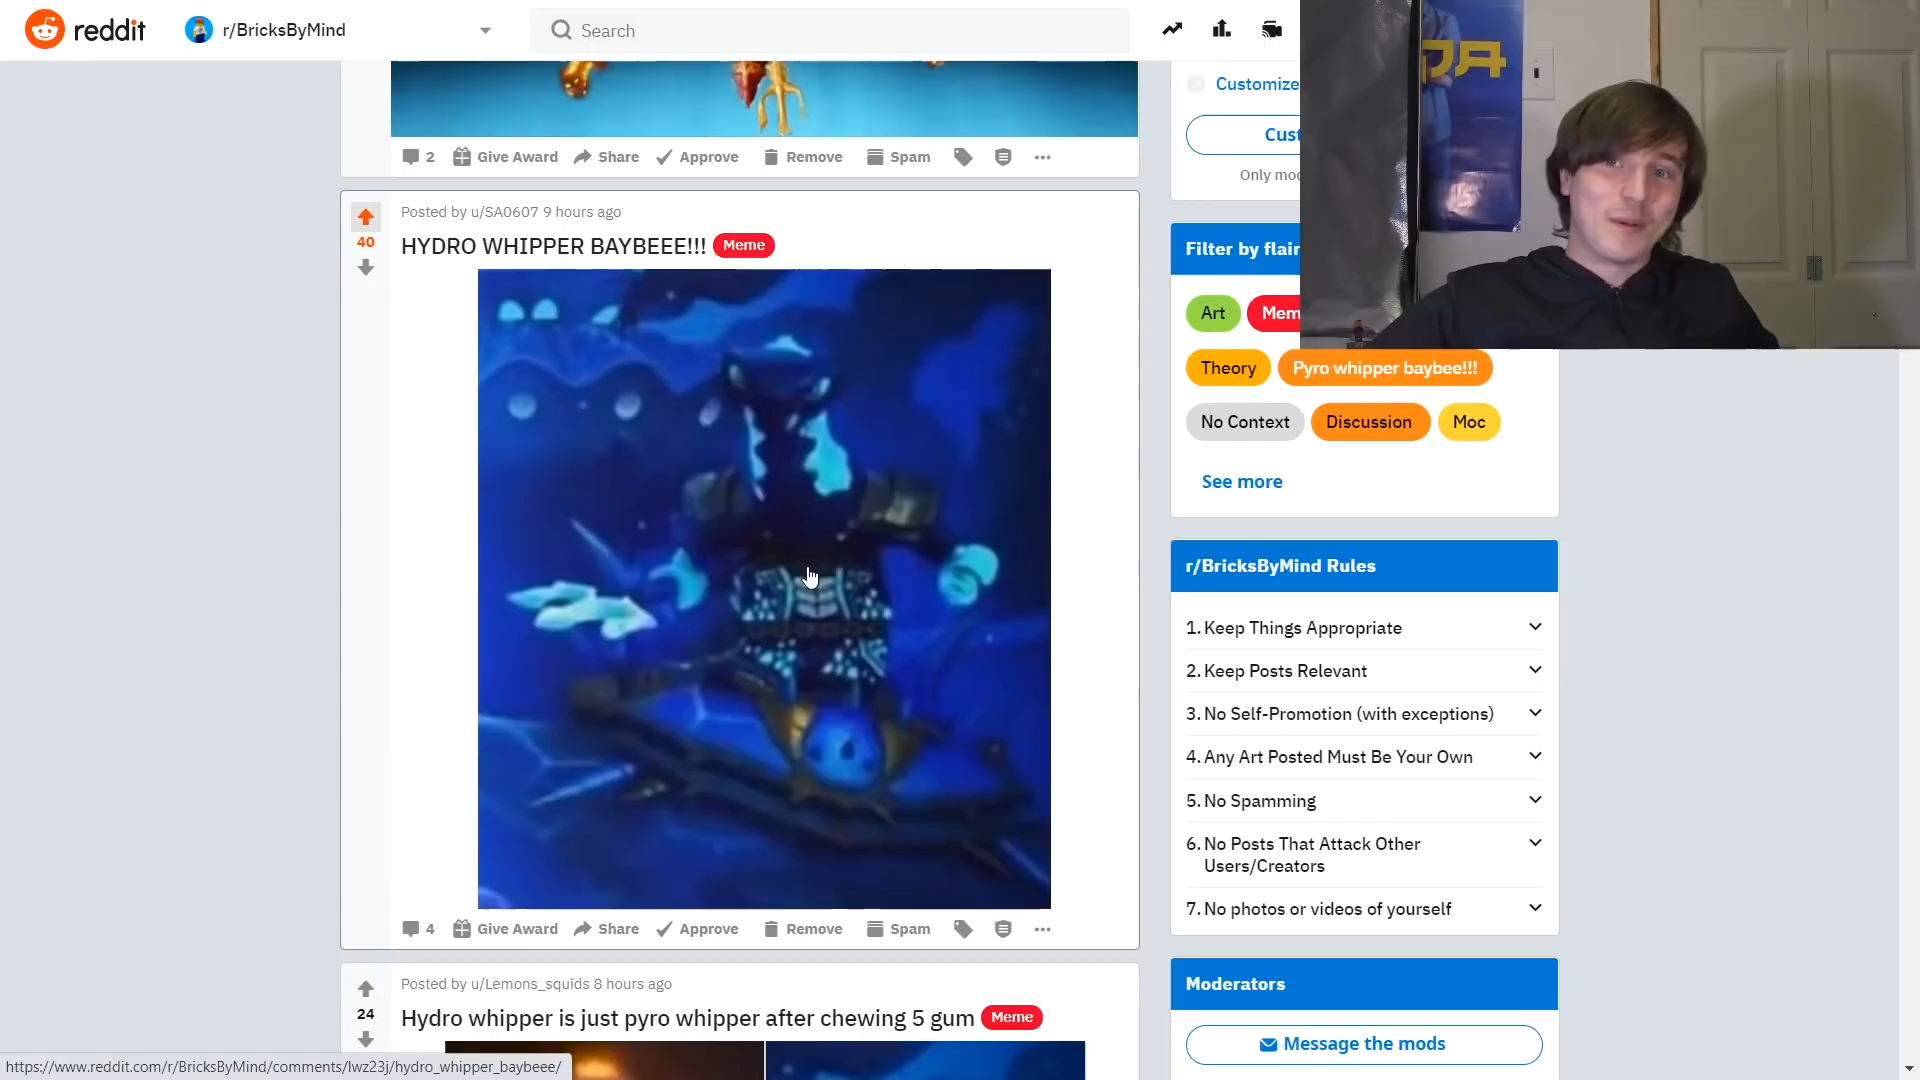 reddit
r/BricksByMind
Search
2
Give Award
Share
Approve
Remove
Spam
Posted by u/SA0607 9 hours ago
40
HYDRO WHIPPER BAYBEEE!!!
Meme
4
Give Award
Share
Approve
Remove
Spam
Posted by u/Lemons_squids 8 hours ago
24
Hydro whipper is just pyro whipper after chewing 5 gum
Meme
https://www.reddit.com/r/BricksByMind/comments/lwz23j/hydro_whipper_baybeee/
Customize
Cust
Only mod
Filter by flair
Art
Mem
Theory
Pyro whipper baybee!!!
No Context
Discussion
Moc
See more
r/BricksByMind Rules
1. Keep Things Appropriate
2. Keep Posts Relevant
3. No Self-Promotion (with exceptions)
4. Any Art Posted Must Be Your Own
5. No Spamming
6. No Posts That Attack Other
Users/Creators
7. No photos or videos of yourself
Moderators
Message the mods